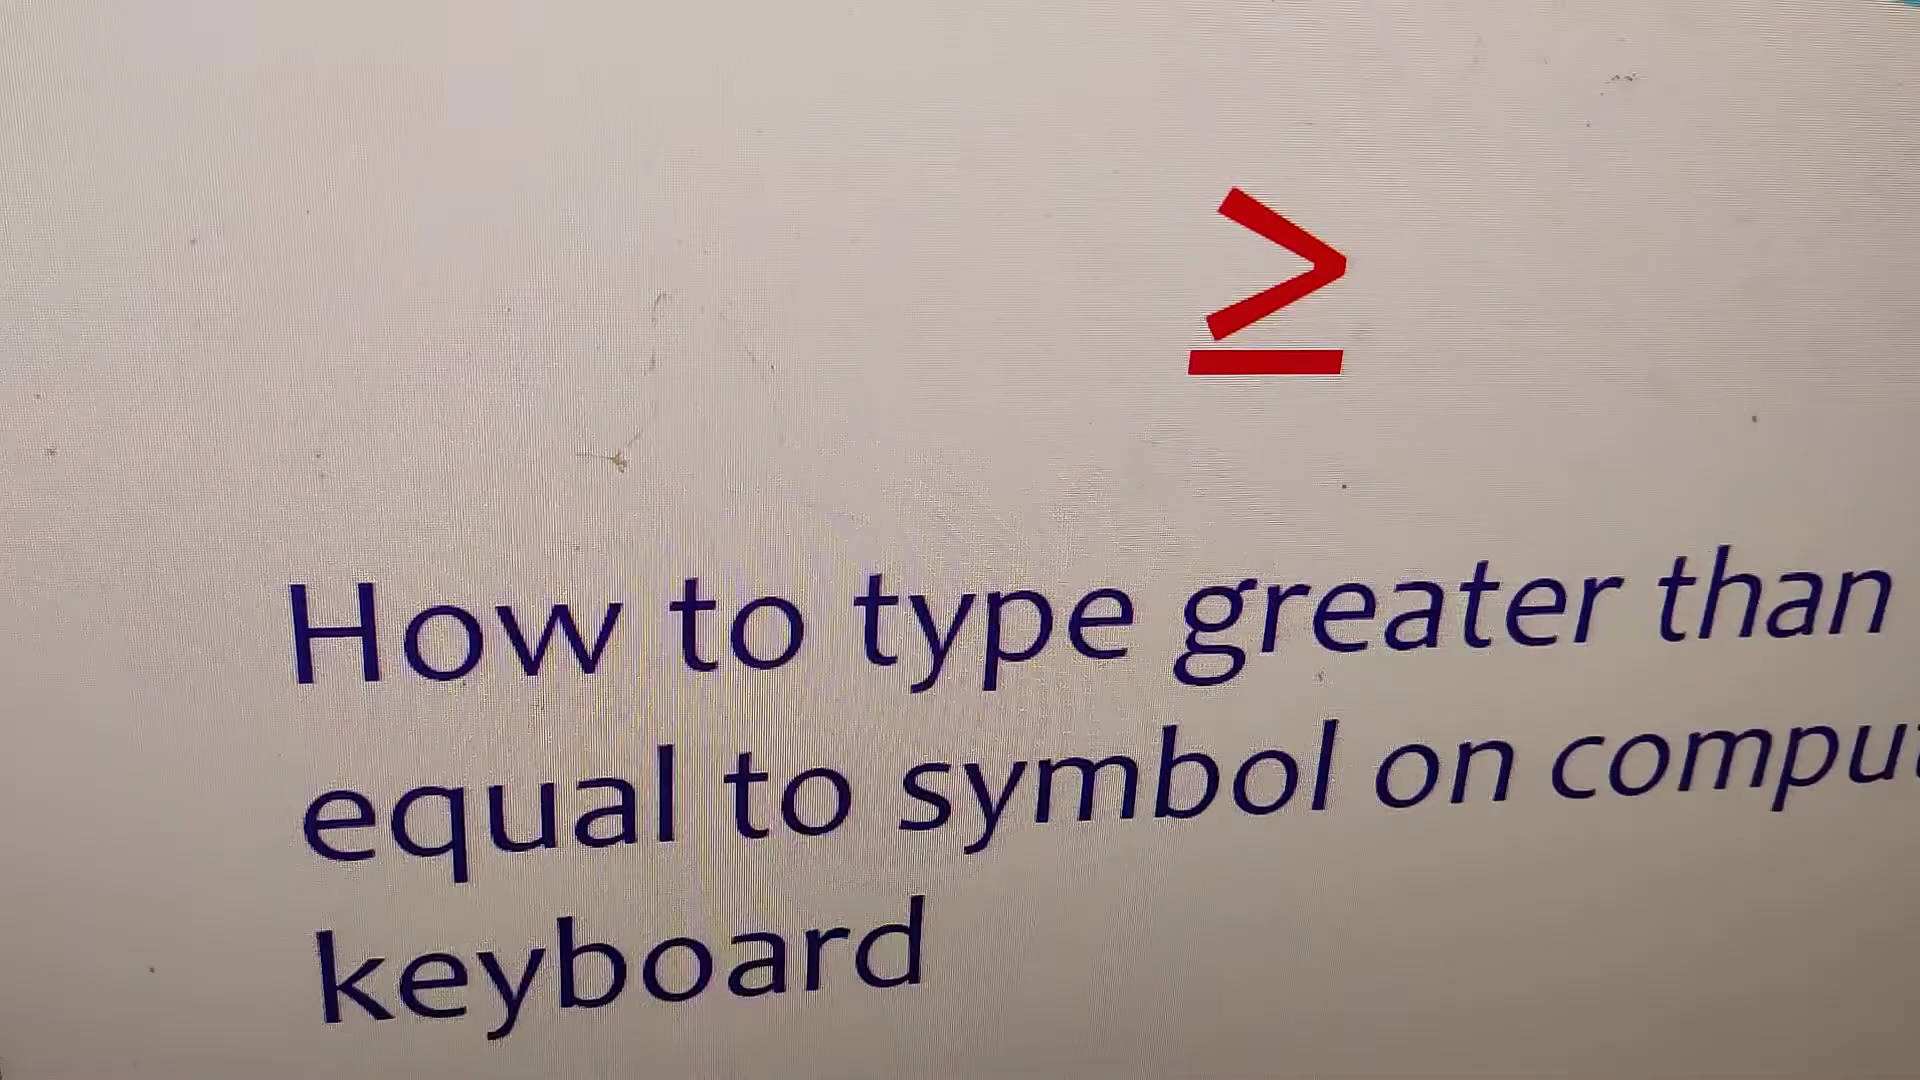 ≥
How to type greater than
equal to symbol on
keyboard